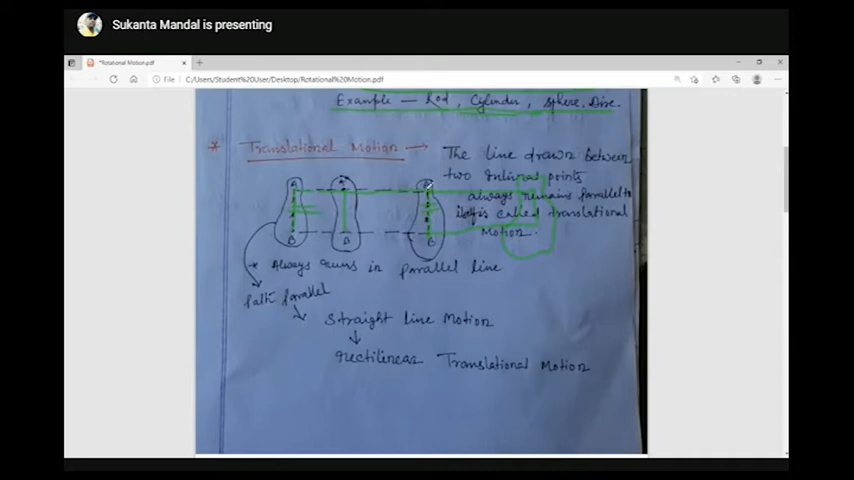 Sukanta Mandal is presenting
*Rotational Motion.pdf
File | C:/Users/Student%20User/Desktop/Rotational%20Motion.pdf
Example — Rod, Cylinder, Sphere, Disc.
* Translational Motion → The line drawn between
two points
always remains parallel to
itself is called translational
Motion.
A A A
B B B
* Always runs in parallel line
Path parallel
Straight Line Motion
rectilinear Translational Motion